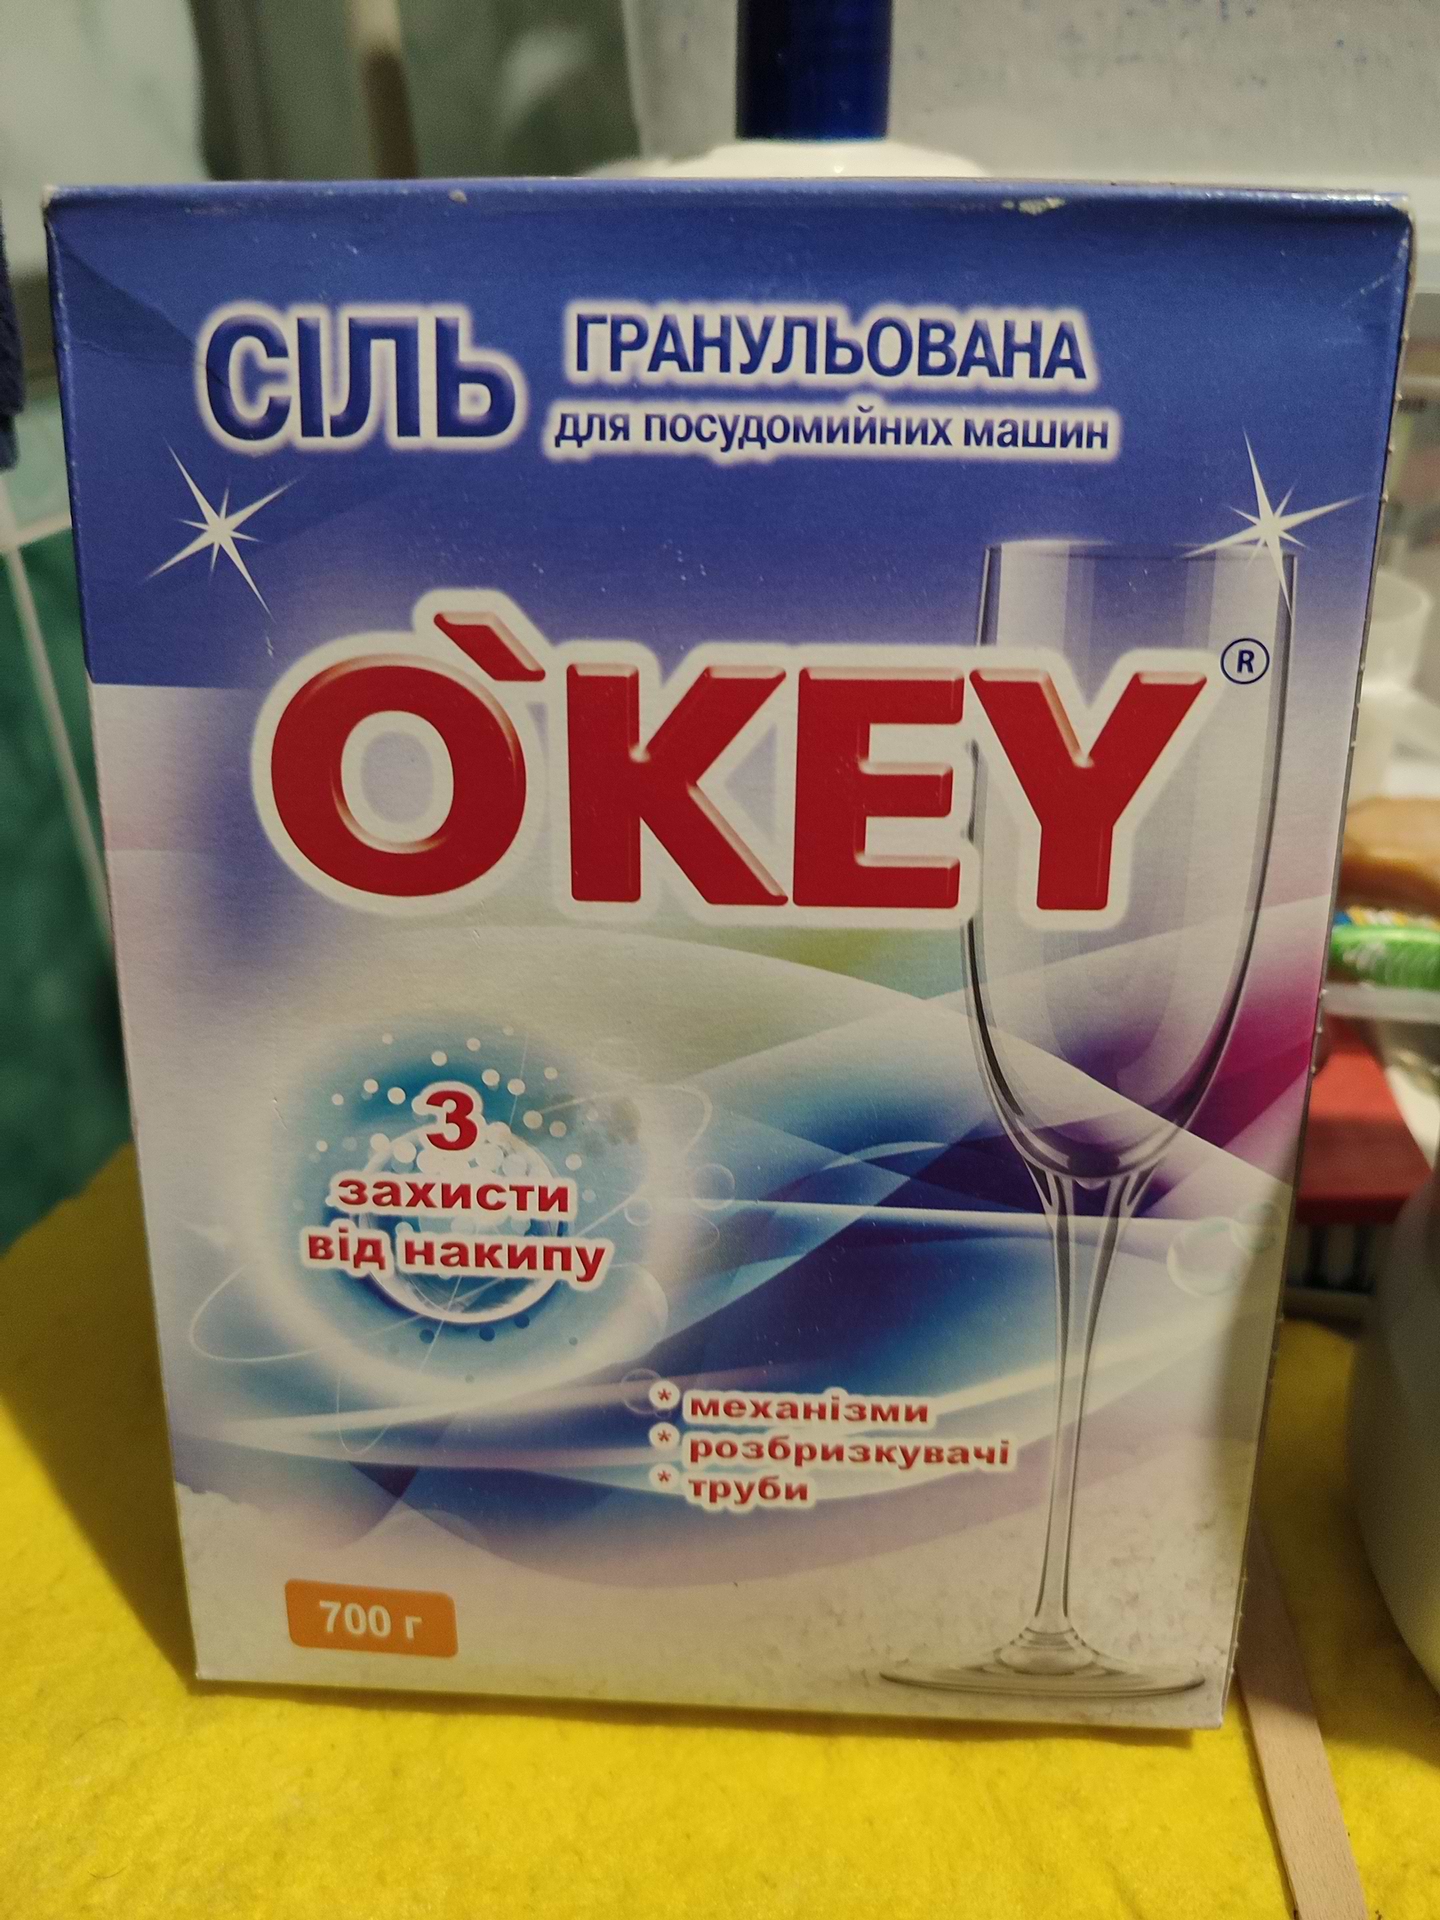 СІЛЬ ГРАНУЛЬОВАНА
для посудомийних машин
O`KEY ®
3
захисти
від накипу
* механізми
* розбризкувачі
* труби
700 г